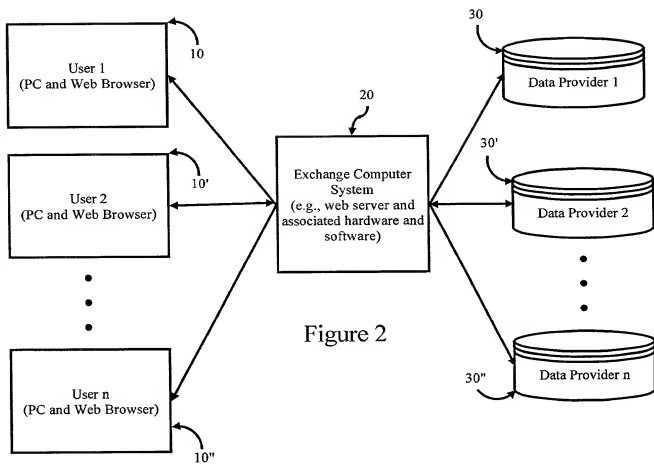 10
User 1
(PC and Web Browser)
30
Data Provider 1
20
10'
User 2
(PC and Web Browser)
Exchange Computer
System
(e.g., web server and
associated hardware and
software)
30'
Data Provider 2
Figure 2
User n
(PC and Web Browser)
10"
Data Provider n
30"